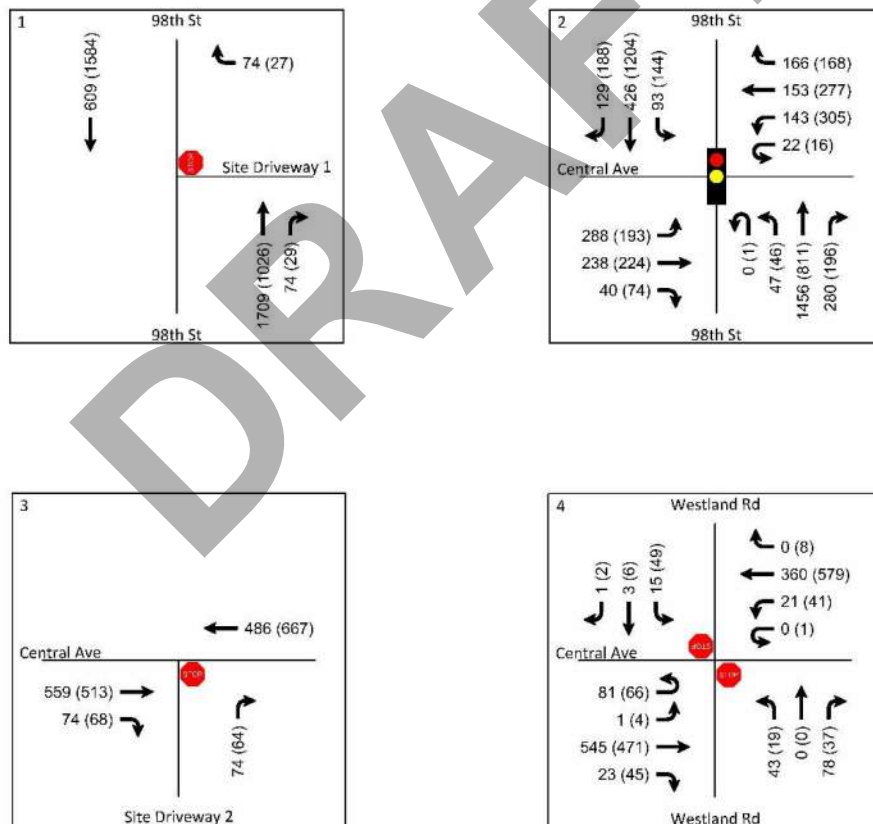 1
98th St
609 (1584)
74 (27)
STOP
Site Driveway 1
1709 (1026)
74 (29)
98th St
2
98th St
129 (188)
426 (1204)
93 (144)
166 (168)
153 (277)
143 (305)
22 (16)
Central Ave
288 (193)
238 (224)
40 (74)
0 (1)
47 (46)
1456 (811)
280 (196)
98th St
3
486 (667)
Central Ave
STOP
559 (513)
74 (68)
74 (64)
Site Driveway 2
4
Westland Rd
1 (2)
3 (6)
15 (49)
0 (8)
360 (579)
21 (41)
0 (1)
STOP
Central Ave
STOP
81 (66)
1 (4)
545 (471)
23 (45)
43 (19)
0 (0)
78 (37)
Westland Rd